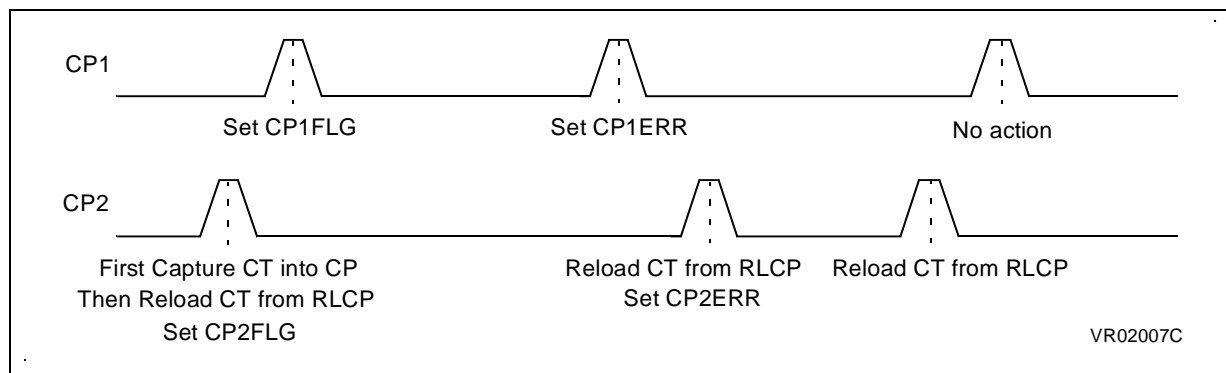 CP1
Set CP1FLG
Set CP1ERR
No action
CP2
First Capture CT into CP
Then Reload CT from RLCP
Set CP2FLG
Reload CT from RLCP
Set CP2ERR
Reload CT from RLCP
VR02007C